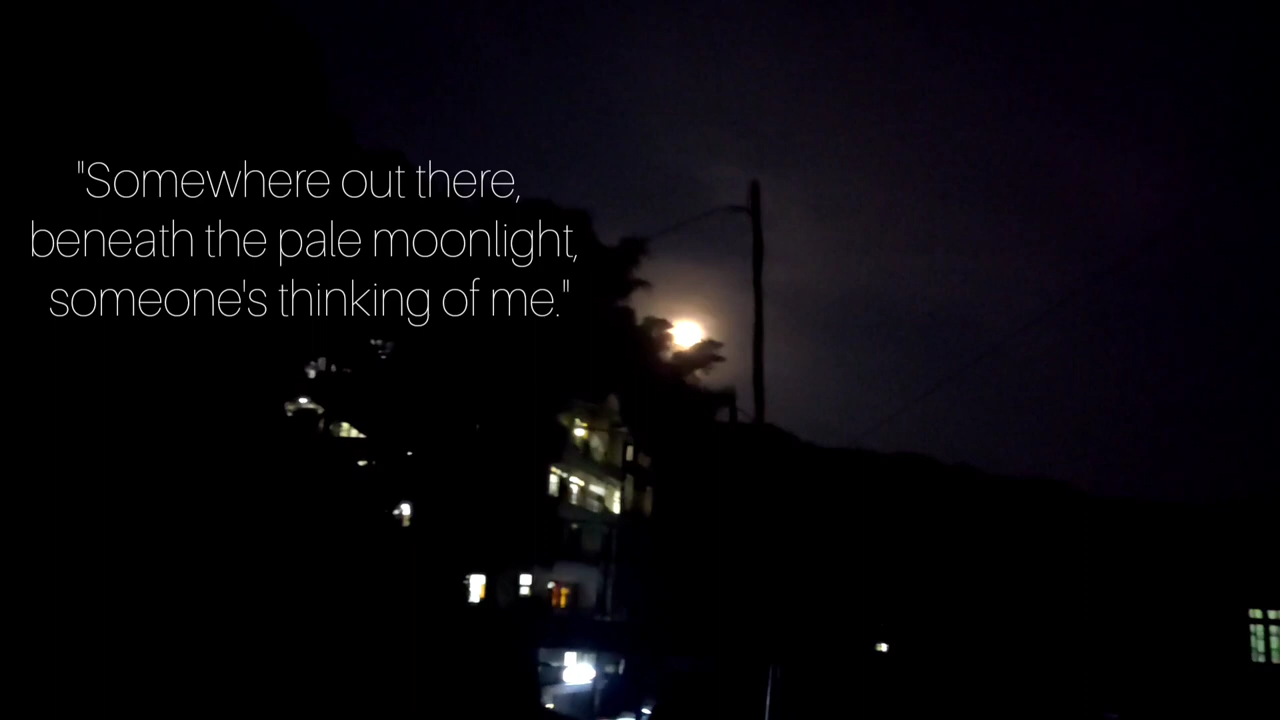 "Somewhere out there,
beneath the pale moonlight,
someone's thinking of me."